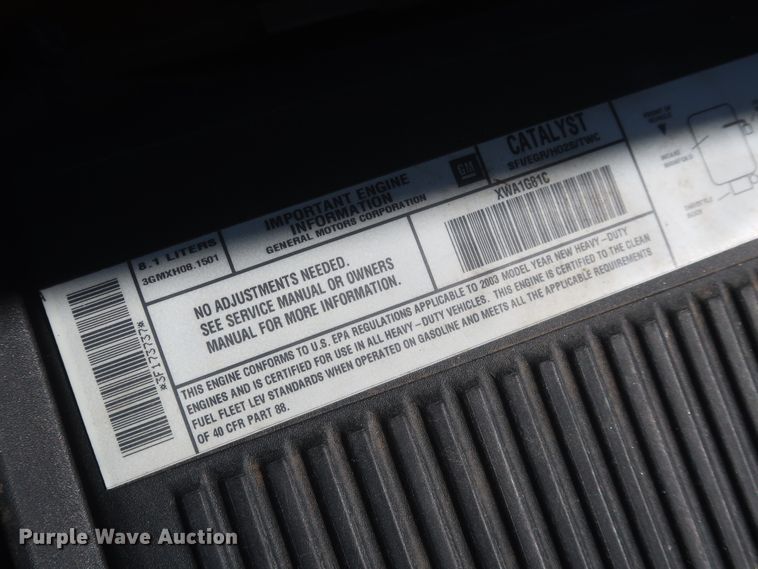 8.1 LITERS
3GMXH08.1501
IMPORTANT ENGINE
INFORMATION
GENERAL MOTORS CORPORATION
GM
CATALYST
SFI/EGR/HO2S/TWC
XWA1G81C
NO ADJUSTMENTS NEEDED.
SEE SERVICE MANUAL OR OWNERS
MANUAL FOR MORE INFORMATION.
THIS ENGINE CONFORMS TO U.S. EPA REGULATIONS APPLICABLE TO 2003 MODEL YEAR NEW HEAVY-DUTY
ENGINES AND IS CERTIFIED FOR USE IN ALL HEAVY-DUTY VEHICLES. THIS ENGINE IS CERTIFIED TO THE CLEAN
FUEL FLEET LEV STANDARDS WHEN OPERATED ON GASOLINE AND MEETS ALL THE APPLICABLE REQUIREMENTS
OF 40 CFR PART 88.
*3F173737*
FRONT OF
VEHICLE
Purple Wave Auction